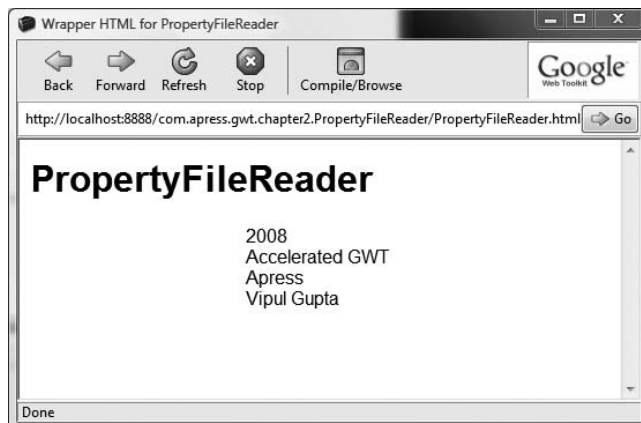 Wrapper HTML for PropertyFileReader
Back Forward Refresh Stop Compile/Browse
Google
Web Toolkit
http://localhost:8888/com.apress.gwt.chapter2.PropertyFileReader/PropertyFileReader.html Go
PropertyFileReader
2008
Accelerated GWT
Apress
Vipul Gupta
Done